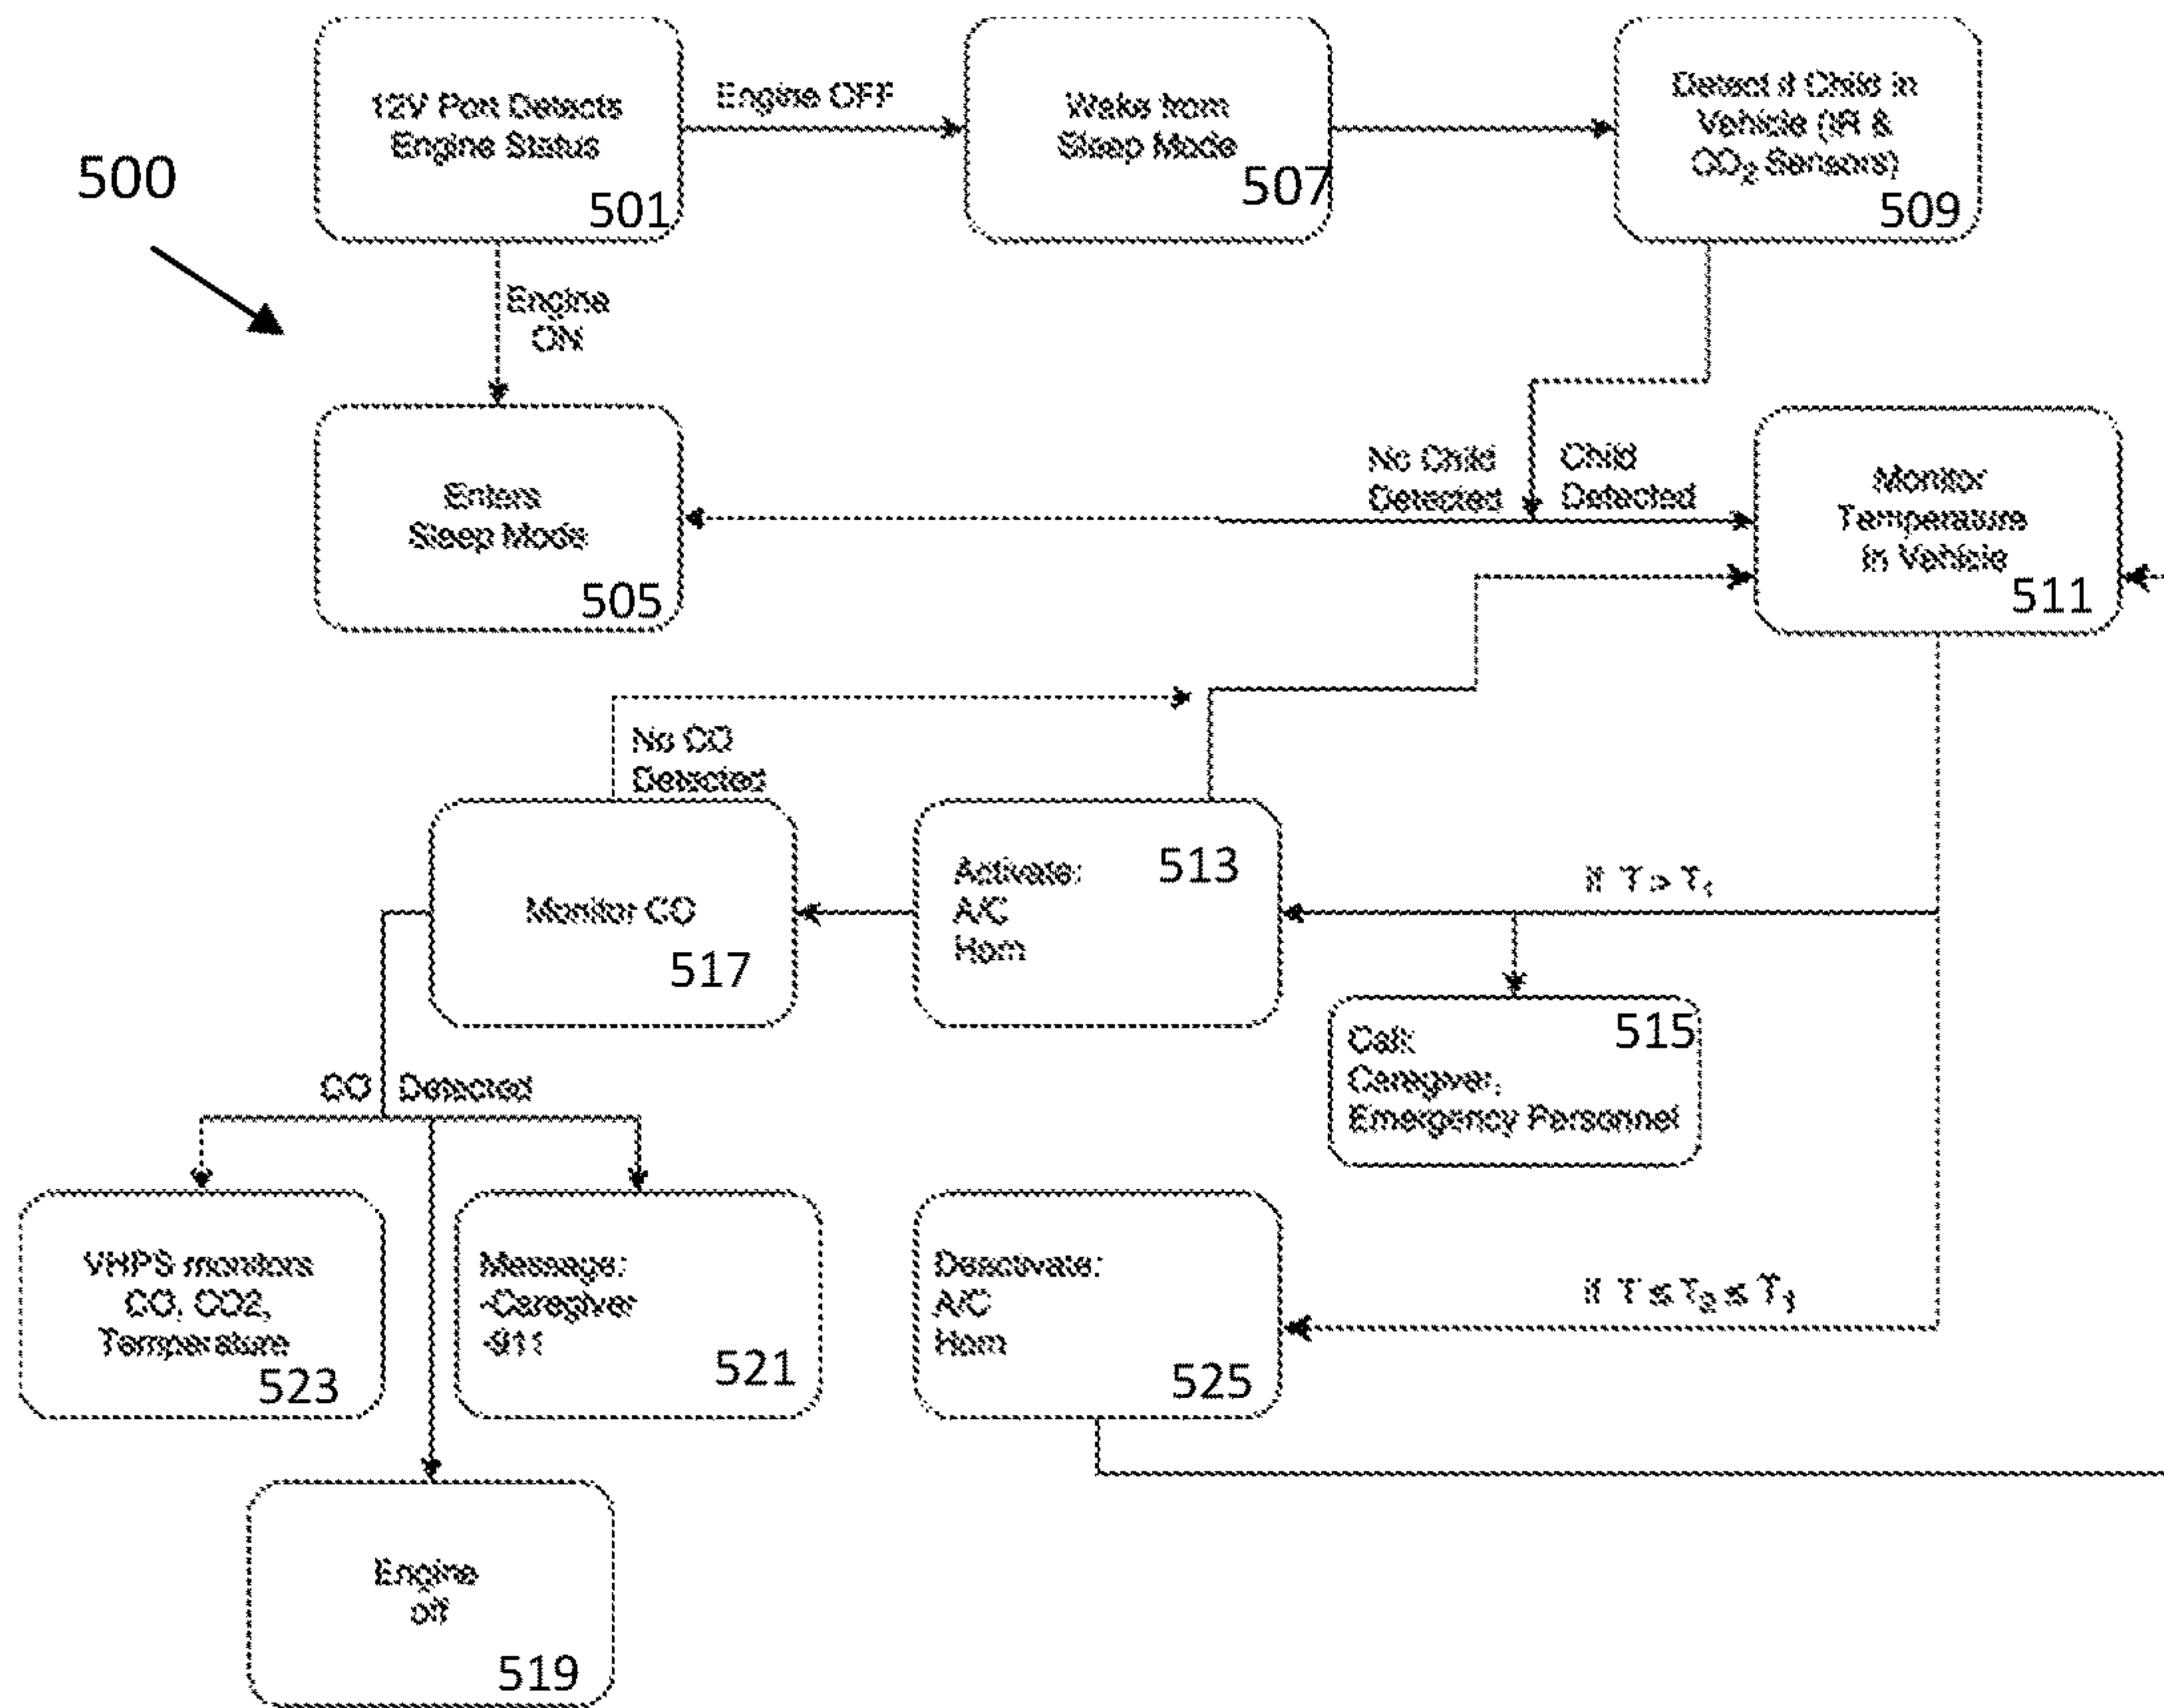 500
12V Port Detects
Engine Status
501
Engine OFF
Wake from
Sleep Mode
507
Detect if Child in
Vehicle (IR &
CO₂ Sensors)
509
Engine
ON
Enters
Sleep Mode
505
No Child
Detected
Child
Detected
Monitor
Temperature
in Vehicle
511
No CO
Detected
Monitor CO
517
513
Activate:
A/C
Horn
if T > T₁
515
Call:
Caregiver,
Emergency Personnel
CO Detected
VHPS monitors
CO, CO2,
Temperature
523
Message:
-Caregiver
-911
521
Deactivate:
A/C
Horn
525
if T ≤ T₂ ≤ T₁
Engine
off
519